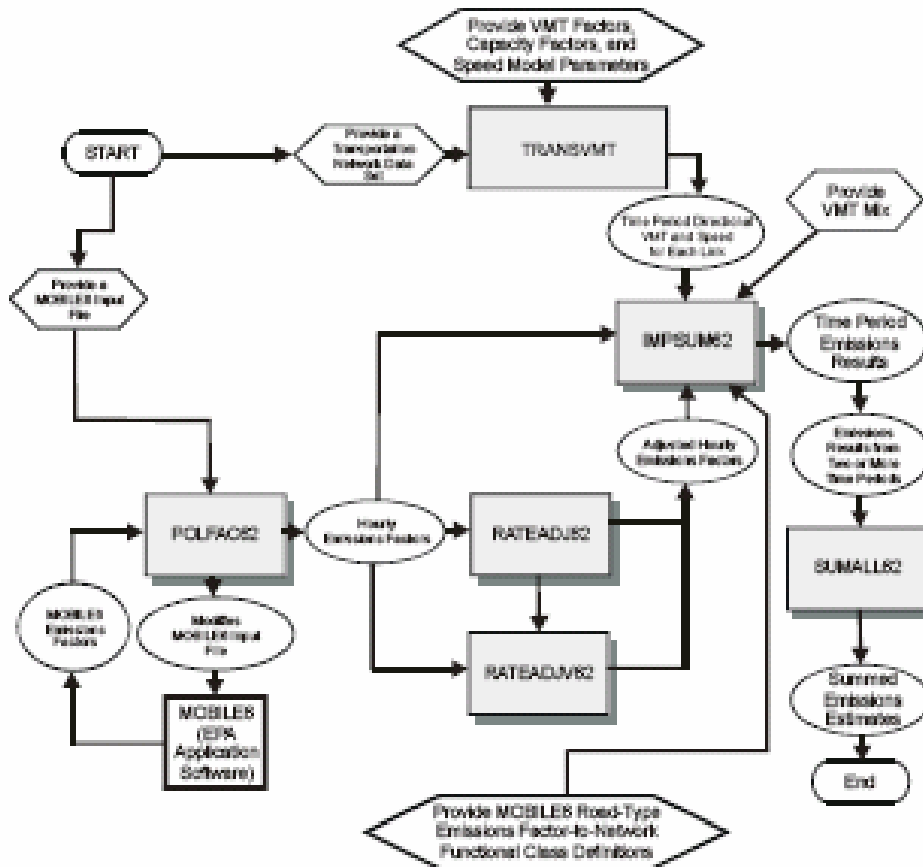 Provide VMT Factors,
Capacity Factors, and
Speed Model Parameters
START
Provide a
Transportation
Network Data
Set
TRANSVMT
Provide
VMT Mix
Time Period Directional
VMT and Speed
for Each Link
Provide a
MOBILE6 Input
File
IMPSUM62
Time Period
Emissions
Results
Adjusted Hourly
Emissions Factors
Emissions
Results from
Two or More
Time Periods
POLFAC62
Hourly
Emissions Factors
RATEADJ62
SUMALL62
MOBILE6
Emissions
Factors
Modifies
MOBILE6 Input
File
RATEADJV62
MOBILE6
(EPA
Application
Software)
Summed
Emissions
Estimates
End
Provide MOBILE6 Road-Type
Emissions Factor-to-Network
Functional Class Definitions